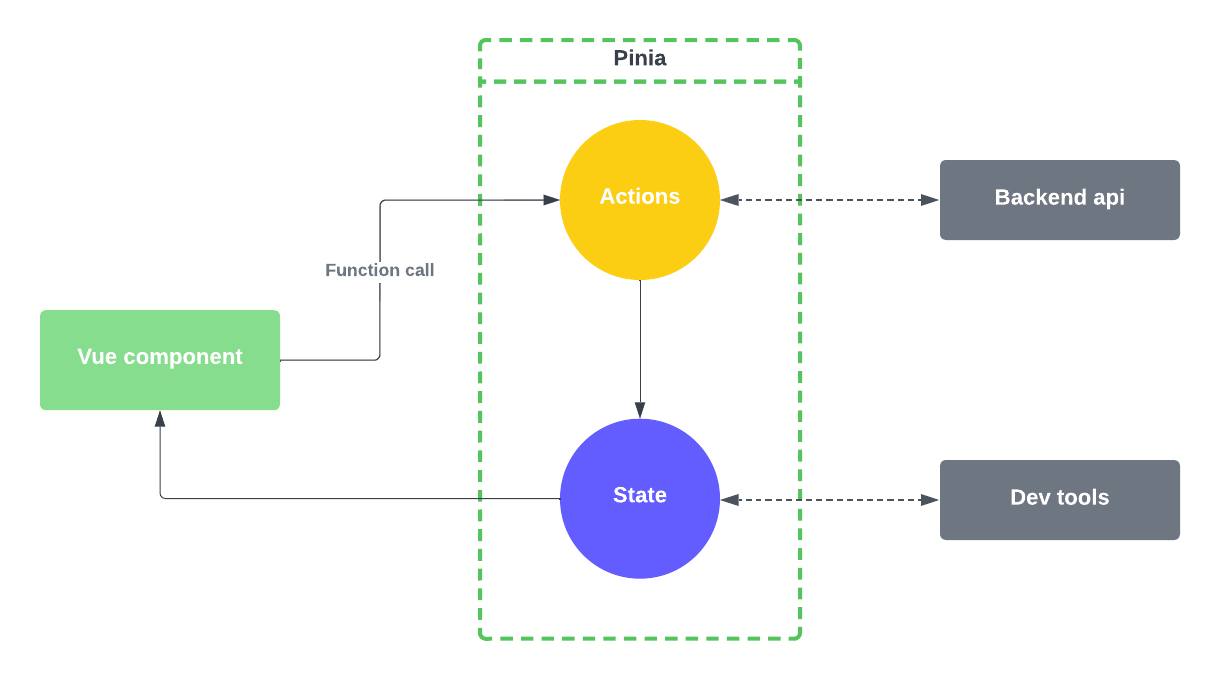 Pinia
Actions
Backend api
Function call
Vue component
State
Dev tools